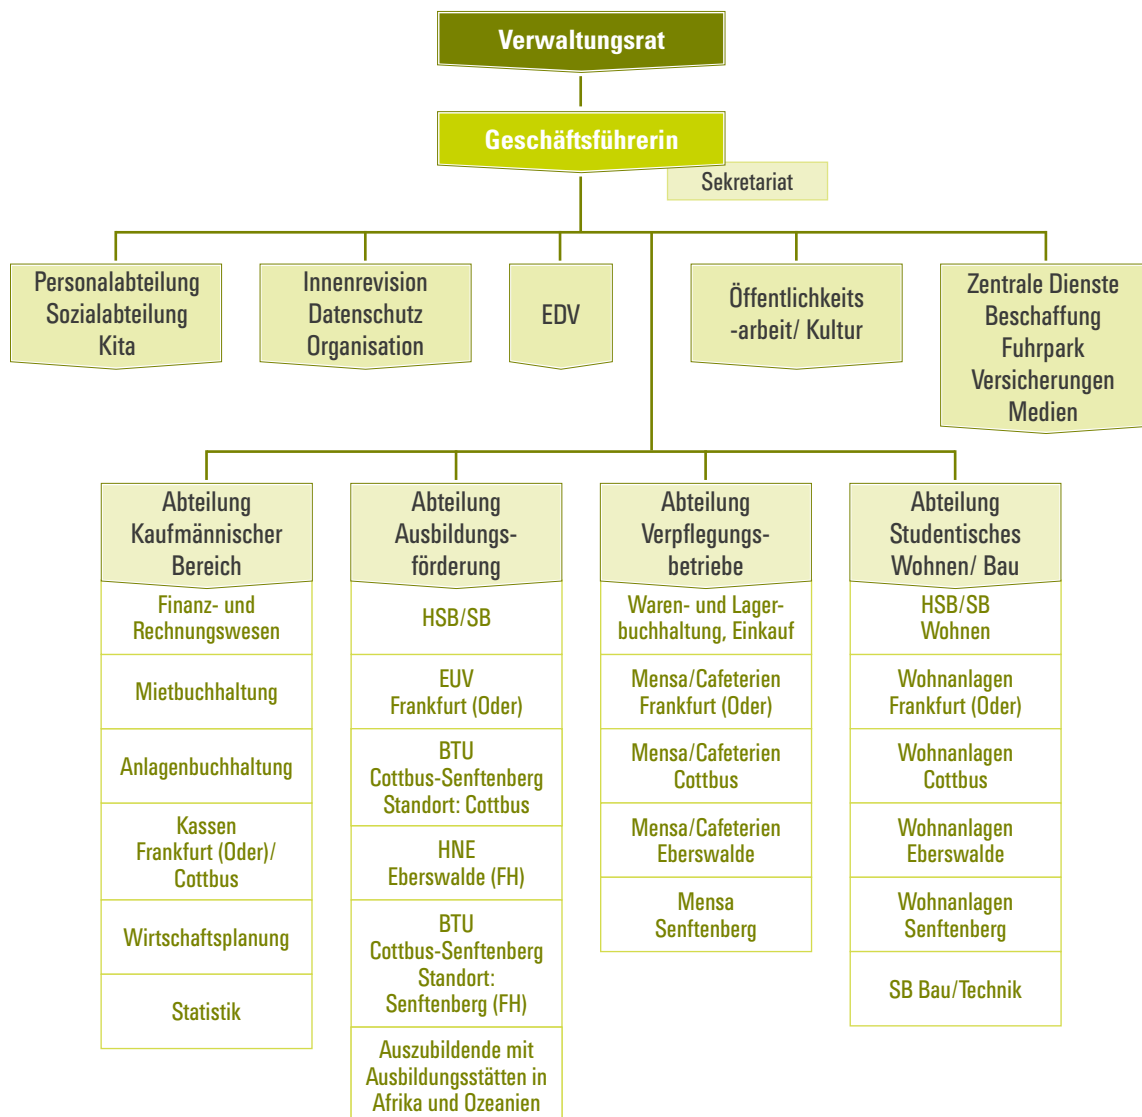 Verwaltungsrat
Geschäftsführerin
Sekretariat
Personalabteilung
Sozialabteilung
Kita
Innenrevision
Datenschutz
Organisation
EDV
Öffentlichkeits
-arbeit/ Kultur
Zentrale Dienste
Beschaffung
Fuhrpark
Versicherungen
Medien
Abteilung
Kaufmännischer
Bereich
Finanz- und
Rechnungswesen
Mietbuchhaltung
Anlagenbuchhaltung
Kassen
Frankfurt (Oder)/
Cottbus
Wirtschaftsplanung
Statistik
Abteilung
Ausbildungs-
förderung
HSB/SB
EUV
Frankfurt (Oder)
BTU
Cottbus-Senftenberg
Standort: Cottbus
HNE
Eberswalde (FH)
BTU
Cottbus-Senftenberg
Standort:
Senftenberg (FH)
Auszubildende mit
Ausbildungsstätten in
Afrika und Ozeanien
Abteilung
Verpflegungs-
betriebe
Waren- und Lager-
buchhaltung, Einkauf
Mensa/Cafeterien
Frankfurt (Oder)
Mensa/Cafeterien
Cottbus
Mensa/Cafeterien
Eberswalde
Mensa
Senftenberg
Abteilung
Studentisches
Wohnen/ Bau
HSB/SB
Wohnen
Wohnanlagen
Frankfurt (Oder)
Wohnanlagen
Cottbus
Wohnanlagen
Eberswalde
Wohnanlagen
Senftenberg
SB Bau/Technik